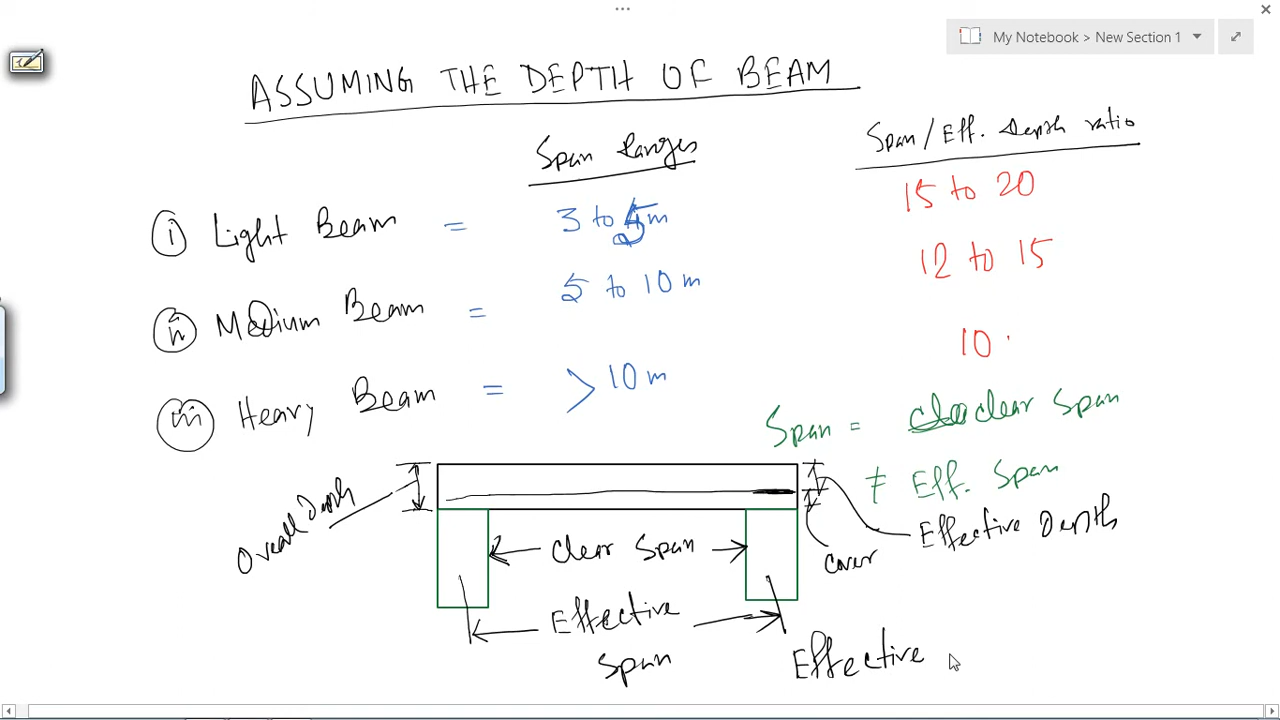 My Notebook > New Section 1
ASSUMING THE DEPTH OF BEAM
Span Ranges
Span / Eff. Depth ratio
i Light Beam = 3 to 5m
15 to 20
ii Medium Beam = 5 to 10 m
12 to 15
iii Heavy Beam = > 10 m
10
Span = clear Span
≠ Eff. Span
Overall Depth
Effective Depth
Clear Span
Cover
Effective
Span
Effective